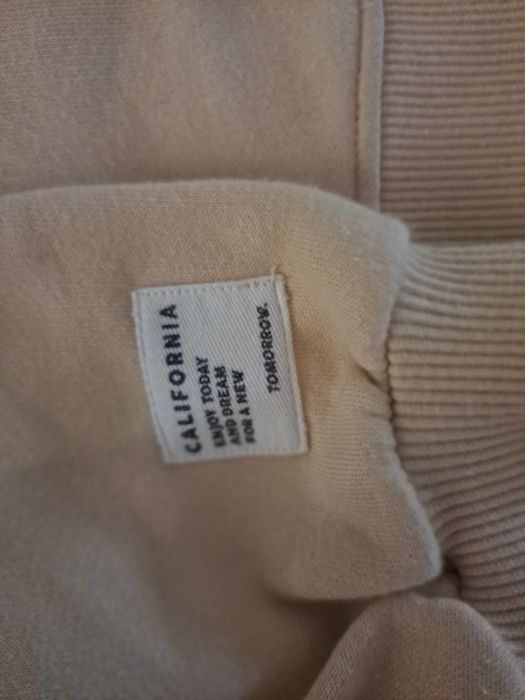 CALIFORNIA
ENJOY TODAY
AND DREAM
FOR A NEW
TOMORROW.